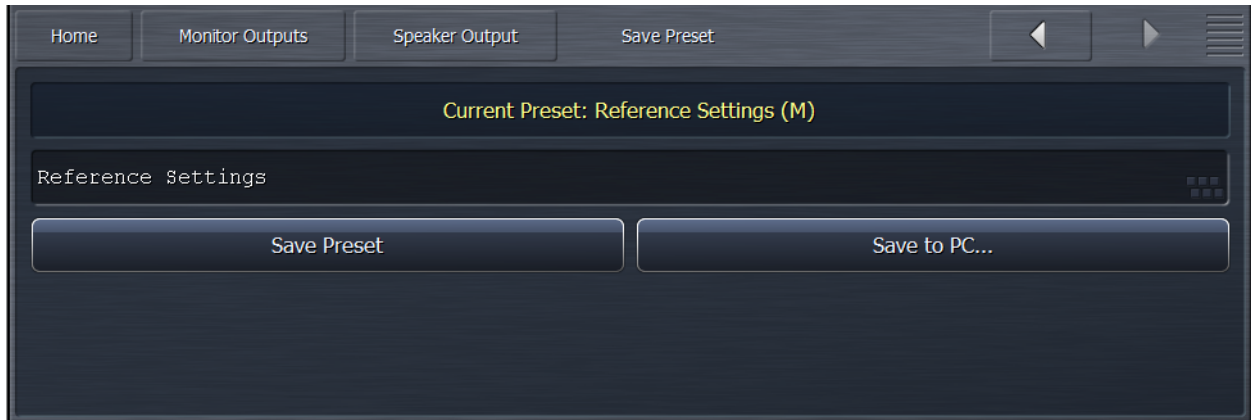 Home Monitor Outputs Speaker Output Save Preset
Current Preset: Reference Settings (M)
Reference Settings
Save Preset Save to PC...